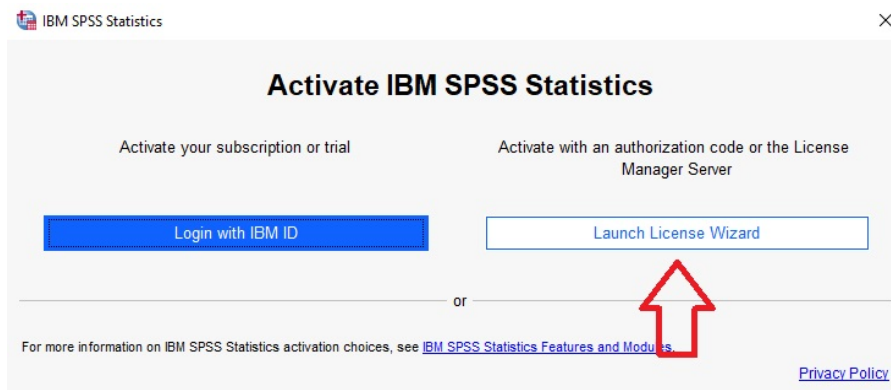 IBM SPSS Statistics
Activate IBM SPSS Statistics
Activate your subscription or trial
Activate with an authorization code or the License
Manager Server
Login with IBM ID
Launch License Wizard
or
For more information on IBM SPSS Statistics activation choices, see IBM SPSS Statistics Features and Modules.
Privacy Policy